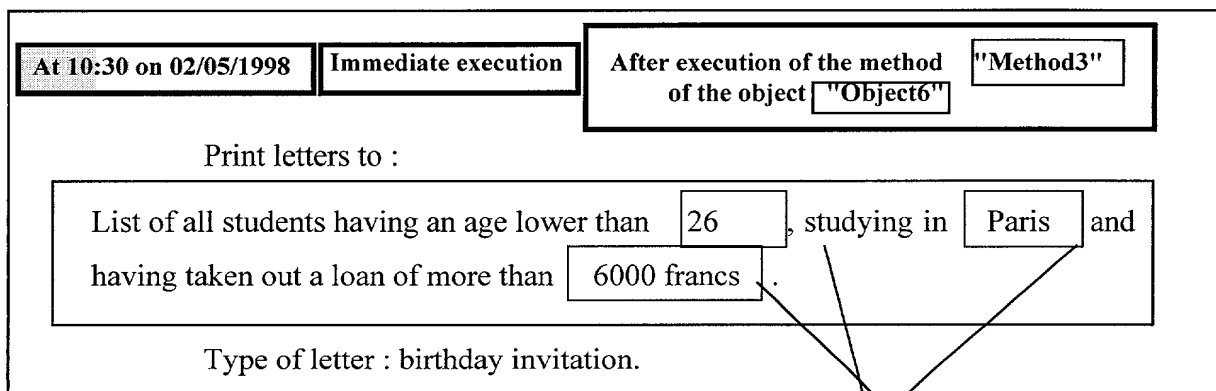 At 10:30 on 02/05/1998
Immediate execution
After execution of the method "Method3"
of the object "Object6"
Print letters to :
List of all students having an age lower than 26 , studying in Paris and
having taken out a loan of more than 6000 francs .
Type of letter : birthday invitation.